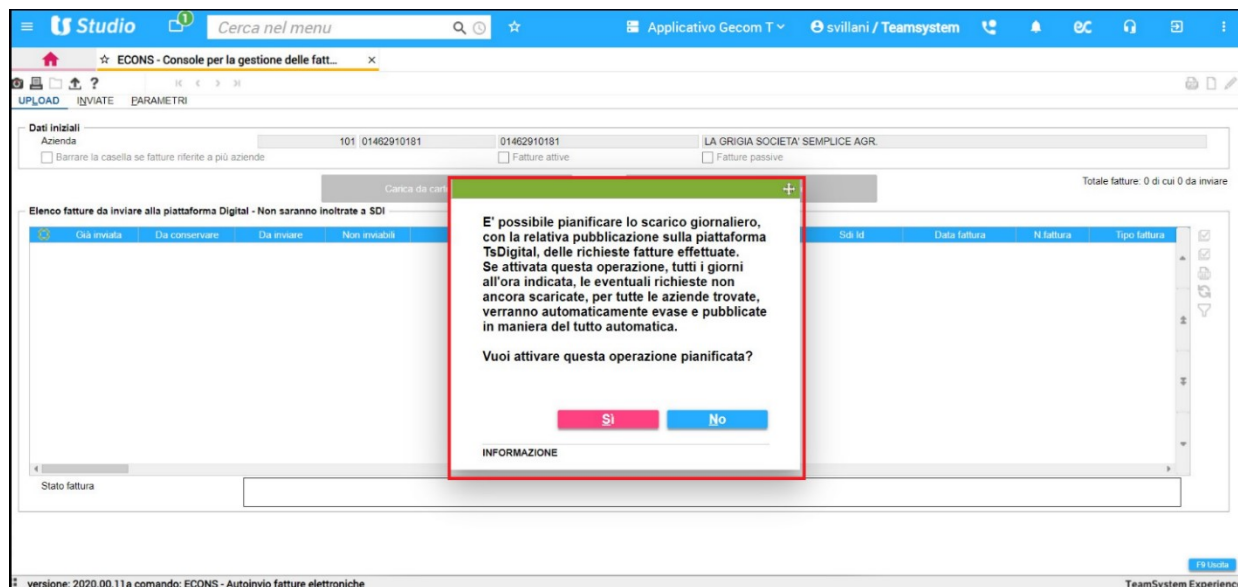 TS Studio
1
Cerca nel menu
Applicativo Gecom T
svillani / Teamsystem
ec
ECONS - Console per la gestione delle fatt...
×
?
UPLOAD INVIATE PARAMETRI
Dati iniziali
Azienda 101 01462910181 01462910181 LA GRIGIA SOCIETA' SEMPLICE AGR.
Barrare la casella se fatture riferite a più aziende Fatture attive Fatture passive
Carica da cart
Totale fatture: 0 di cui 0 da inviare
Elenco fatture da inviare alla piattaforma Digital - Non saranno inoltrate a SDI
Già inviata Da conservare Da inviare Non inviabili Sdi Id Data fattura N.fattura Tipo fattura
E' possibile pianificare lo scarico giornaliero,
con la relativa pubblicazione sulla piattaforma
TsDigital, delle richieste fatture effettuate.
Se attivata questa operazione, tutti i giorni
all'ora indicata, le eventuali richieste non
ancora scaricate, per tutte le aziende trovate,
verranno automaticamente evase e pubblicate
in maniera del tutto automatica.
Vuoi attivare questa operazione pianificata?
Sì No
INFORMAZIONE
Stato fattura
F9 Uscita
versione: 2020.00.11a comando: ECONS - Autoinvio fatture elettroniche
TeamSystem Experience